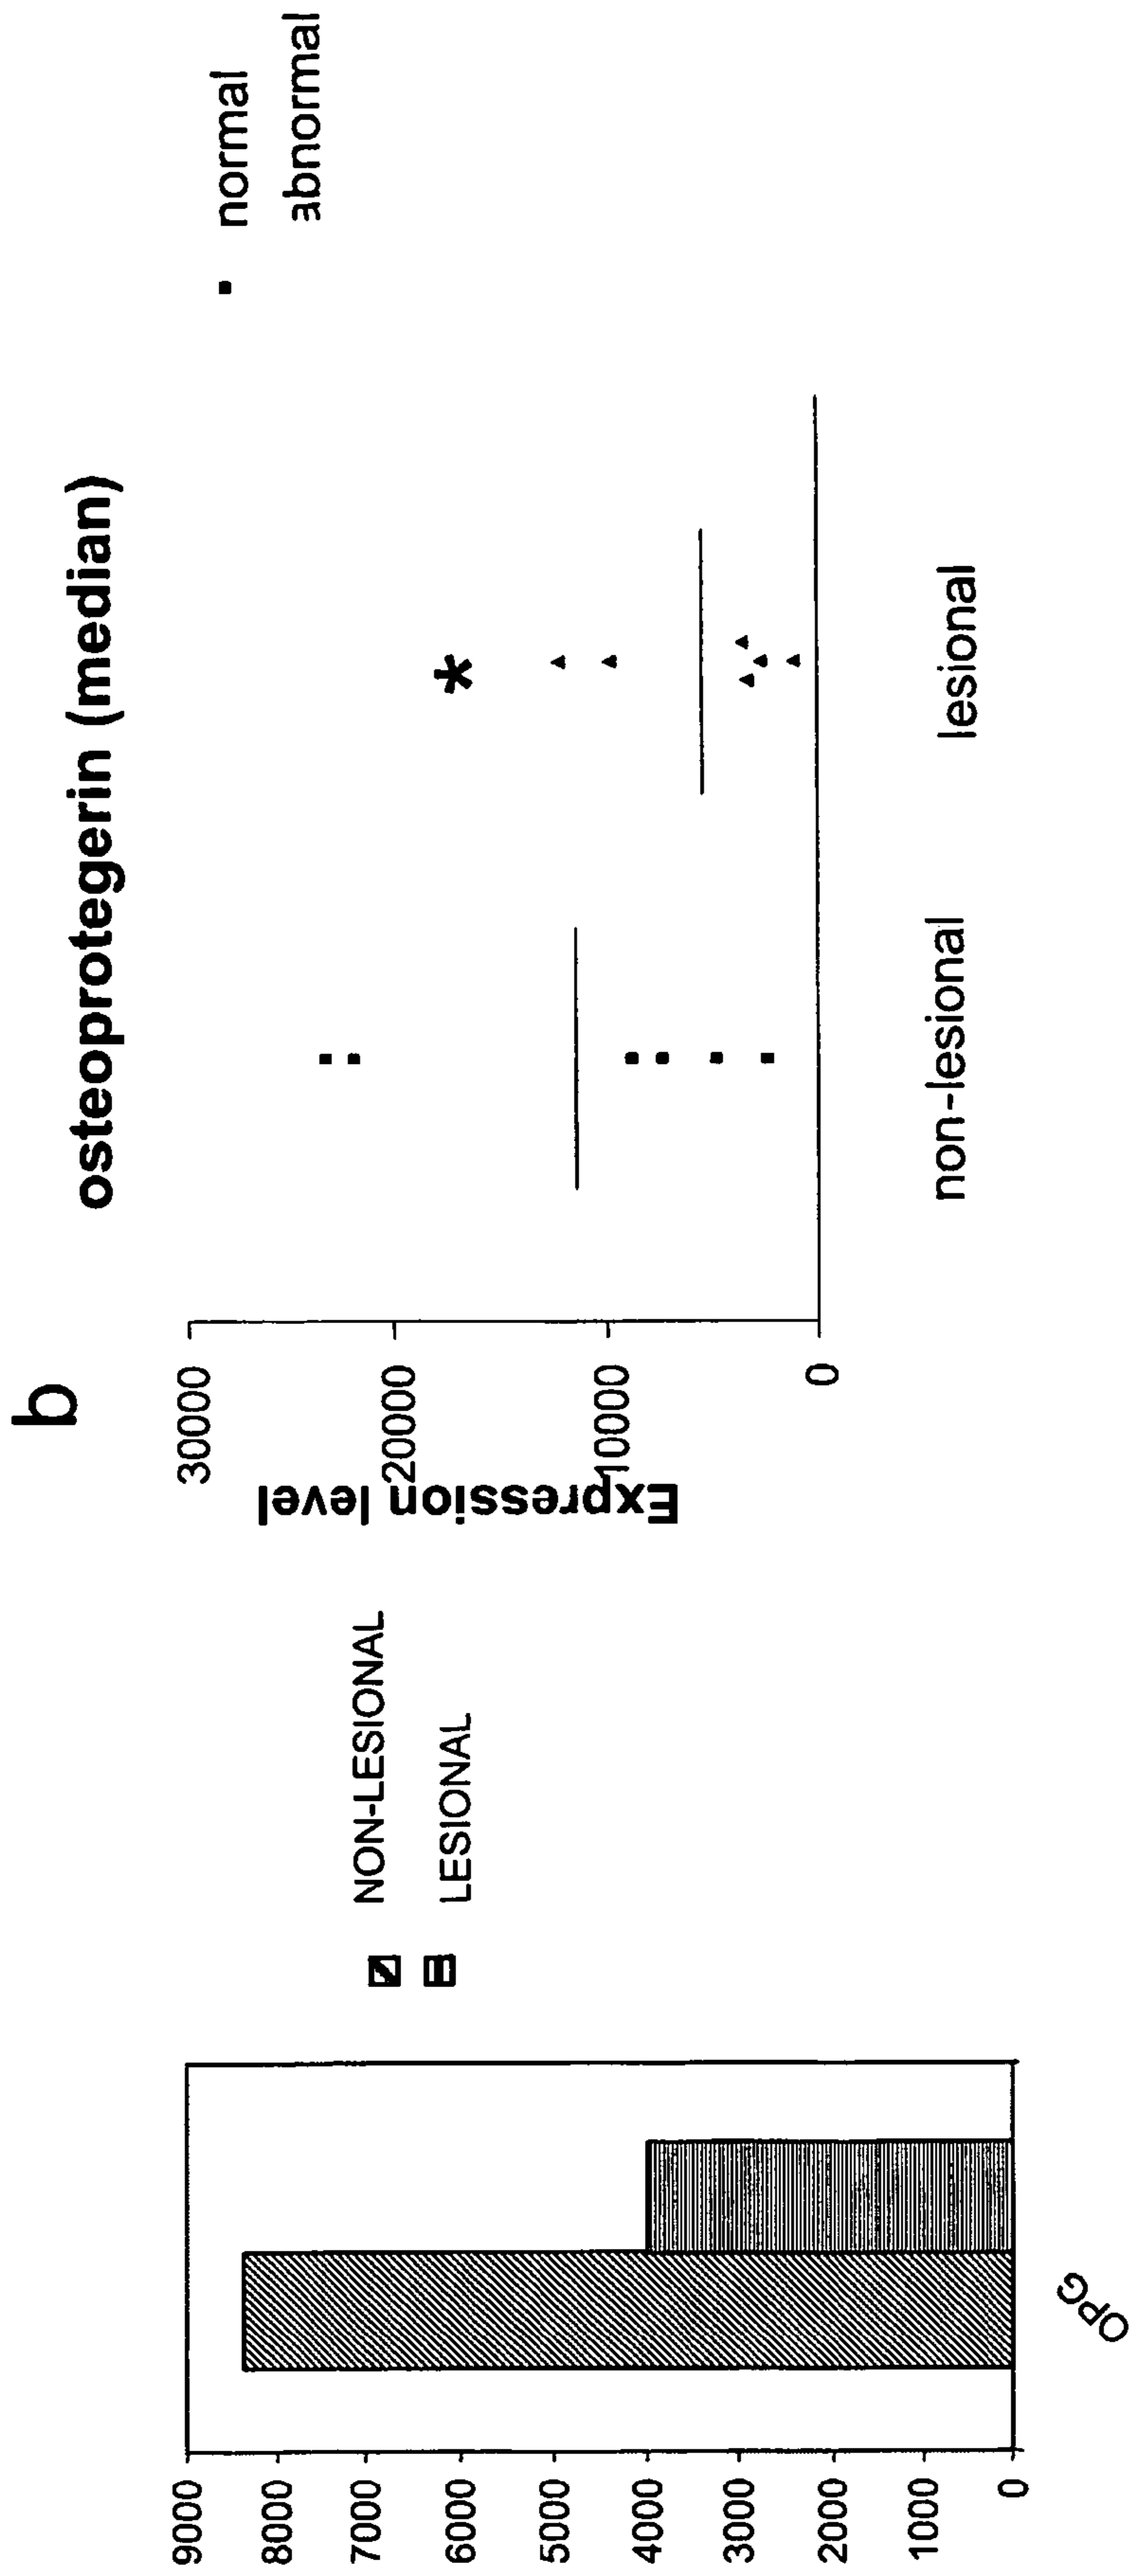 9000
8000
7000
6000
5000
4000
3000
2000
1000
0
OPG
NON-LESIONAL
LESIONAL
b
osteoprotegerin (median)
Expression level
30000
20000
10000
0
*
non-lesional
lesional
normal
abnormal